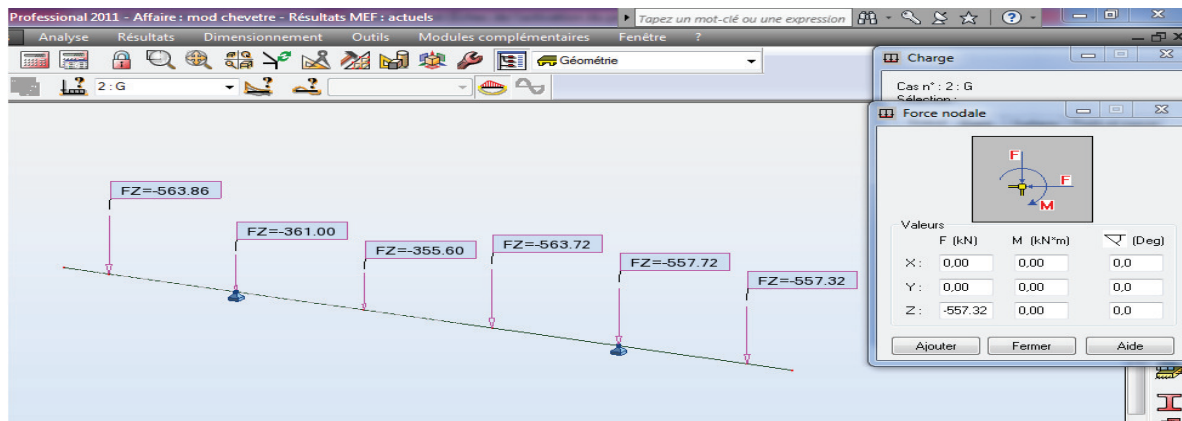 Professional 2011 - Affaire : mod chevetre - Résultats MEF : actuels
Tapez un mot-clé ou une expression
Analyse Résultats Dimensionnement Outils Modules complémentaires Fenêtre ?
Géométrie
2 : G
Charge
Cas n° : 2 : G
Sélection :
Force nodale
F
F
M
Valeurs
F (kN) M (kN*m) (Deg)
X : 0,00 0,00 0,0
Y : 0,00 0,00 0,0
Z : -557.32 0,00 0,0
Ajouter Fermer Aide
FZ=-563.86
FZ=-361.00
FZ=-355.60
FZ=-563.72
FZ=-557.72
FZ=-557.32